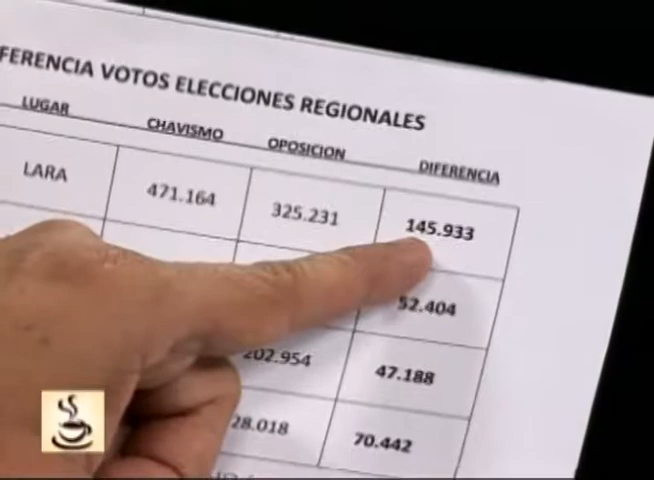 FERENCIA VOTOS ELECCIONES REGIONALES
LUGAR CHAVISMO OPOSICION DIFERENCIA
LARA 471.164 325.231 145.933
52.404
202.954 47.188
28.018 70.442